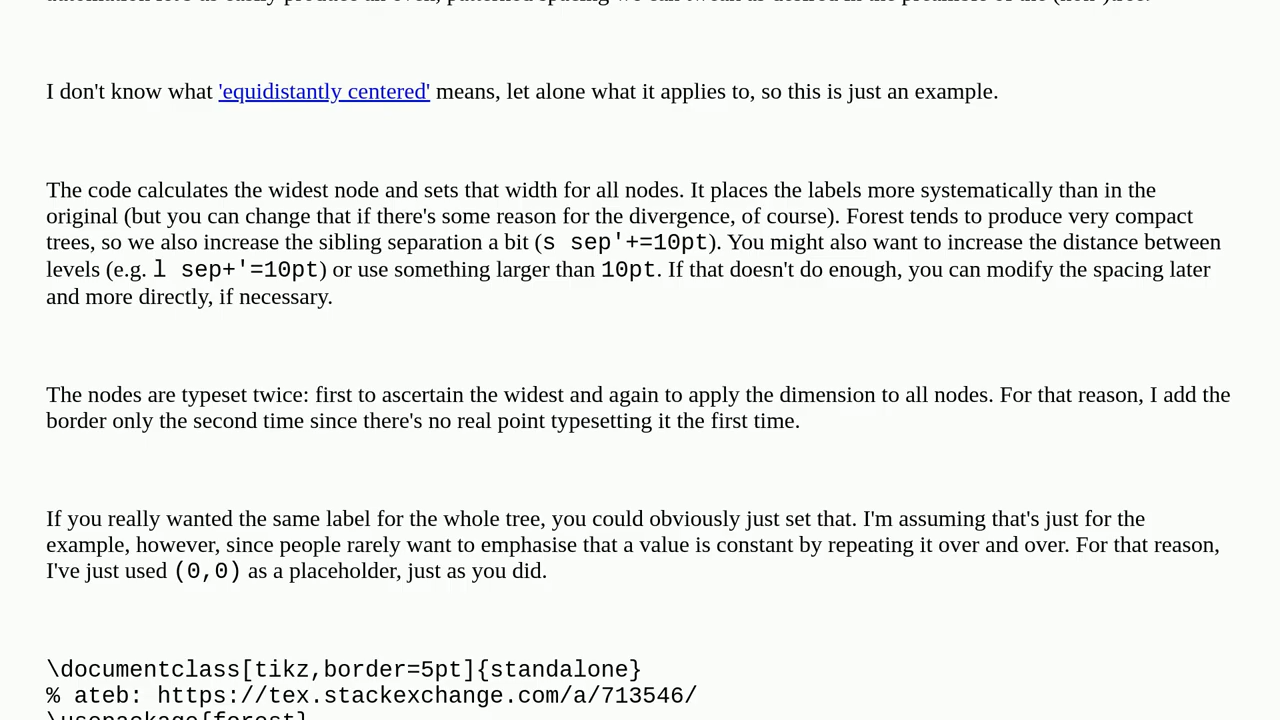 I don't know what 'equidistantly centered' means, let alone what it applies to, so this is just an example.
The code calculates the widest node and sets that width for all nodes. It places the labels more systematically than in the
original (but you can change that if there's some reason for the divergence, of course). Forest tends to produce very compact
trees, so we also increase the sibling separation a bit (s sep'+=10pt). You might also want to increase the distance between
levels (e.g. l sep+'=10pt) or use something larger than 10pt. If that doesn't do enough, you can modify the spacing later
and more directly, if necessary.
The nodes are typeset twice: first to ascertain the widest and again to apply the dimension to all nodes. For that reason, I add the
border only the second time since there's no real point typesetting it the first time.
If you really wanted the same label for the whole tree, you could obviously just set that. I'm assuming that's just for the
example, however, since people rarely want to emphasise that a value is constant by repeating it over and over. For that reason,
I've just used (0,0) as a placeholder, just as you did.
\documentclass[tikz,border=5pt]{standalone}
% ateb: https://tex.stackexchange.com/a/713546/
\usepackage{forest}